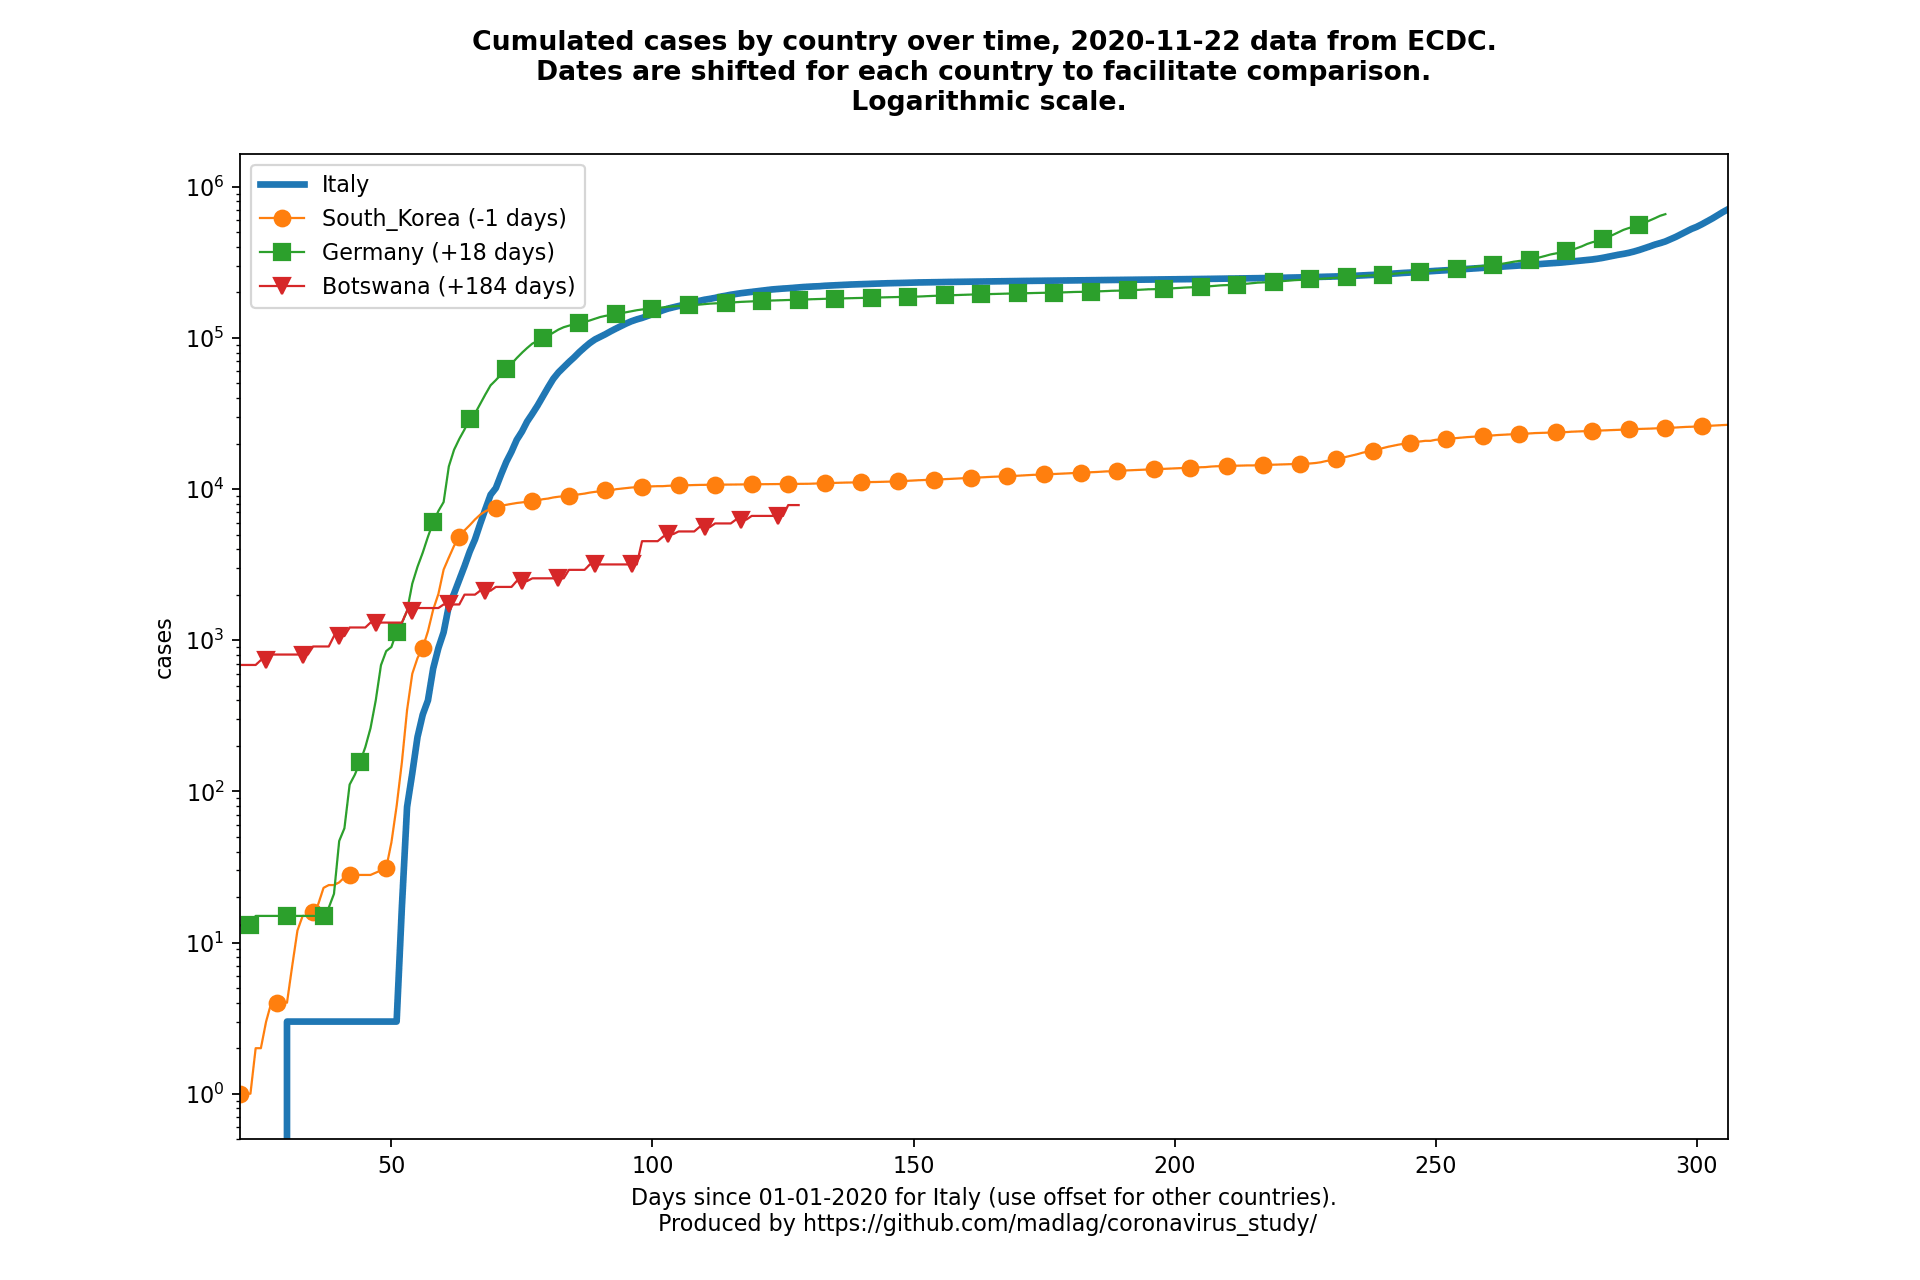 Cumulated cases by country over time, 2020-11-22 data from ECDC.
Dates are shifted for each country to facilitate comparison.
Logarithmic scale.
Italy
South_Korea (-1 days)
Germany (+18 days)
Botswana (+184 days)
10^6
10^5
10^4
10^3
10^2
10^1
10^0
cases
50 100 150 200 250 300
Days since 01-01-2020 for Italy (use offset for other countries).
Produced by https://github.com/madlag/coronavirus_study/